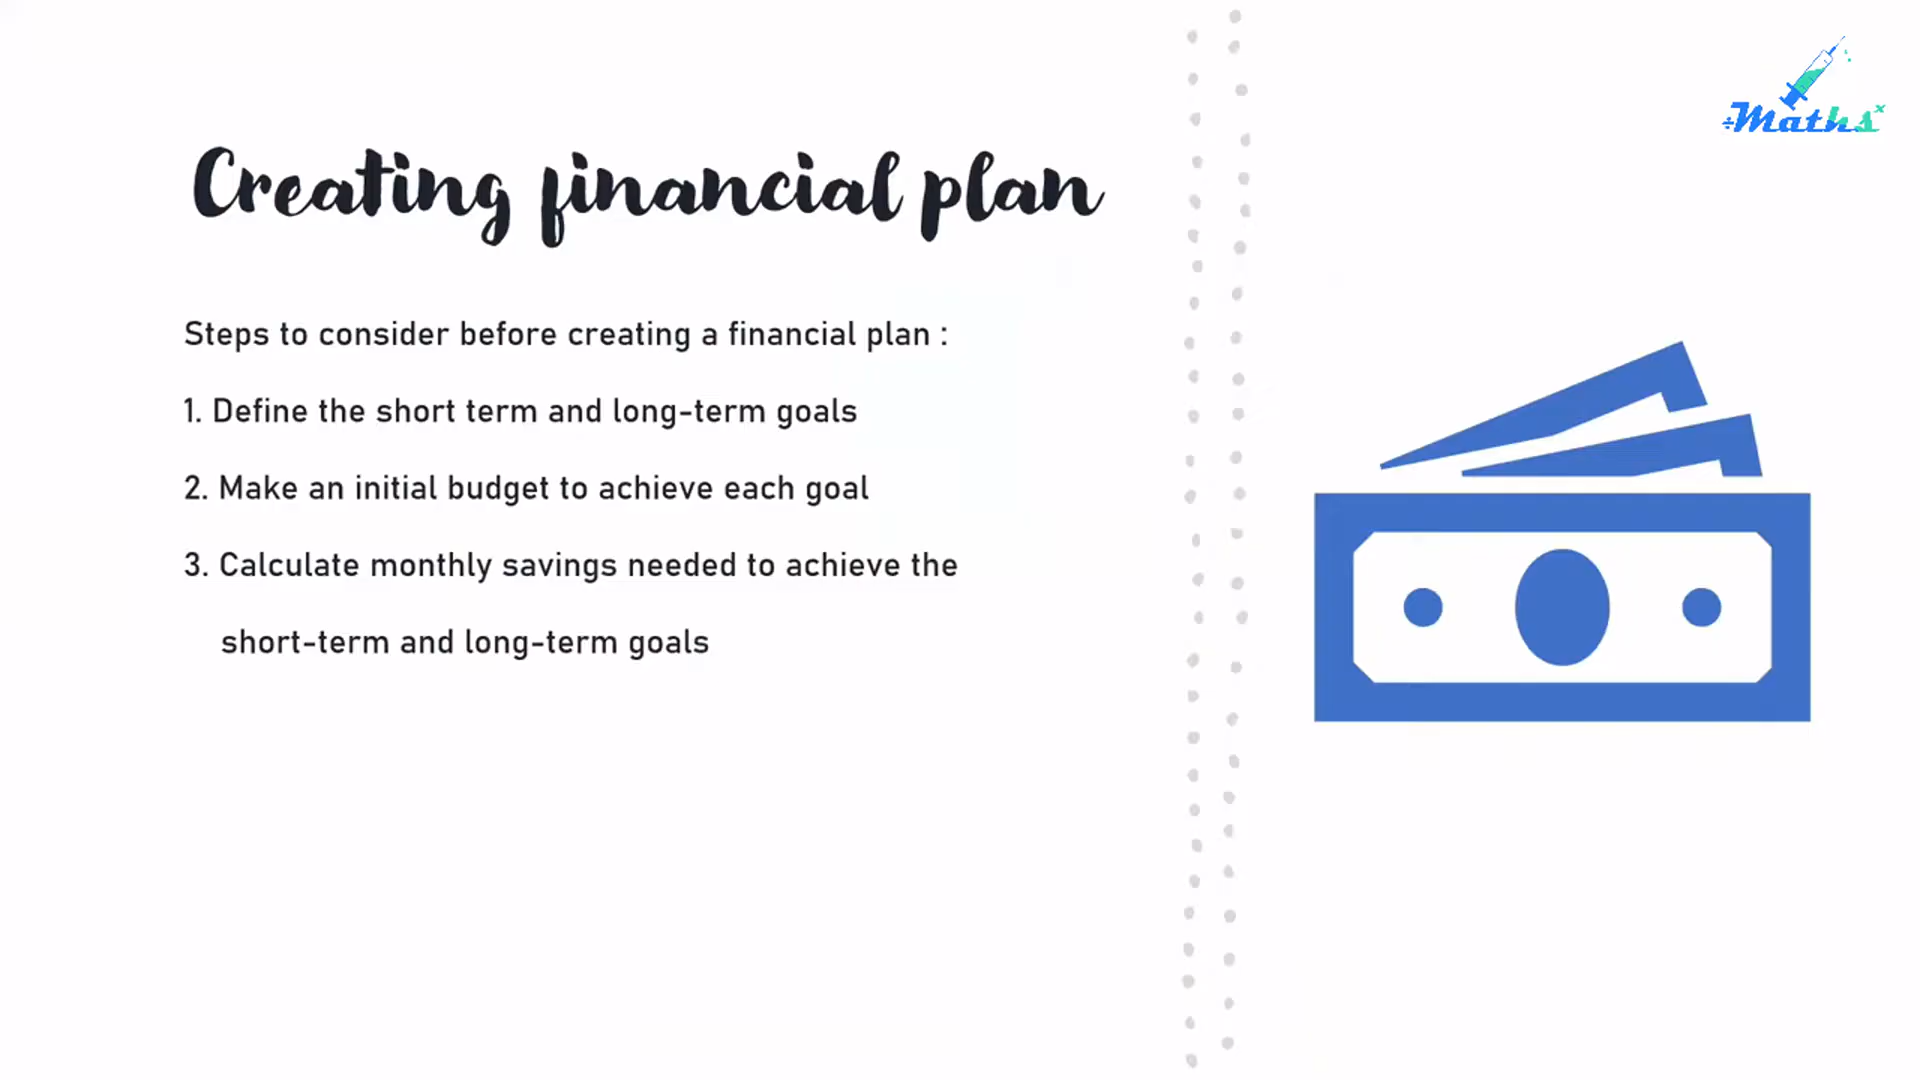 ÷Maths×
Creating financial plan
Steps to consider before creating a financial plan :
1. Define the short term and long-term goals
2. Make an initial budget to achieve each goal
3. Calculate monthly savings needed to achieve the
short-term and long-term goals